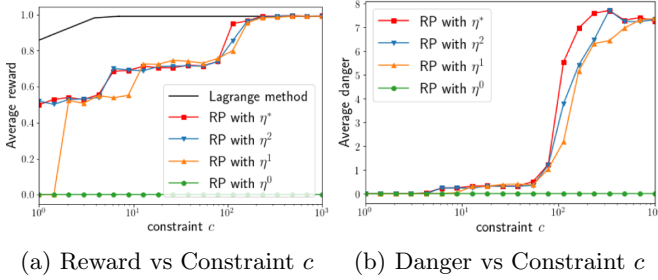 1.0
0.8
0.6
0.4
0.2
0.0
Average reward
Lagrange method
RP with η*
RP with η²
RP with η¹
RP with η⁰
10⁰
10¹
10²
10³
constraint c
8
7
6
5
4
3
2
1
0
Average danger
RP with η*
RP with η²
RP with η¹
RP with η⁰
10⁰
10¹
10²
10³
constraint c
(a) Reward vs Constraint c
(b) Danger vs Constraint c